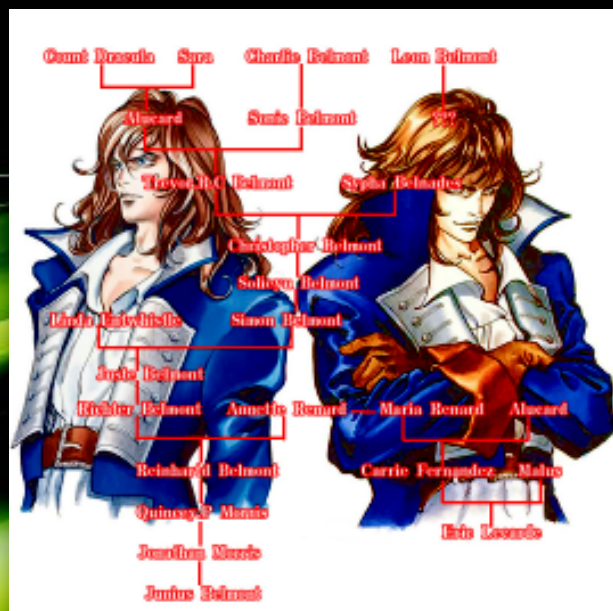 Count Dracula Sara Charlie Belmont Leon Belmont
Alucard Sonia Belmont ???
Trevor.B.C Belmont Sypha Belnades
Christopher Belmont
Solieyu Belmont
Linda Entwhistle Simon Belmont
Juste Belmont
Richter Belmont Annette Renard Maria Renard Alucard
Reinhardt Belmont Carrie Fernandez Malus
Quincey.P Morris
Eric Lecarde
Jonathan Morris
Junius Belmont